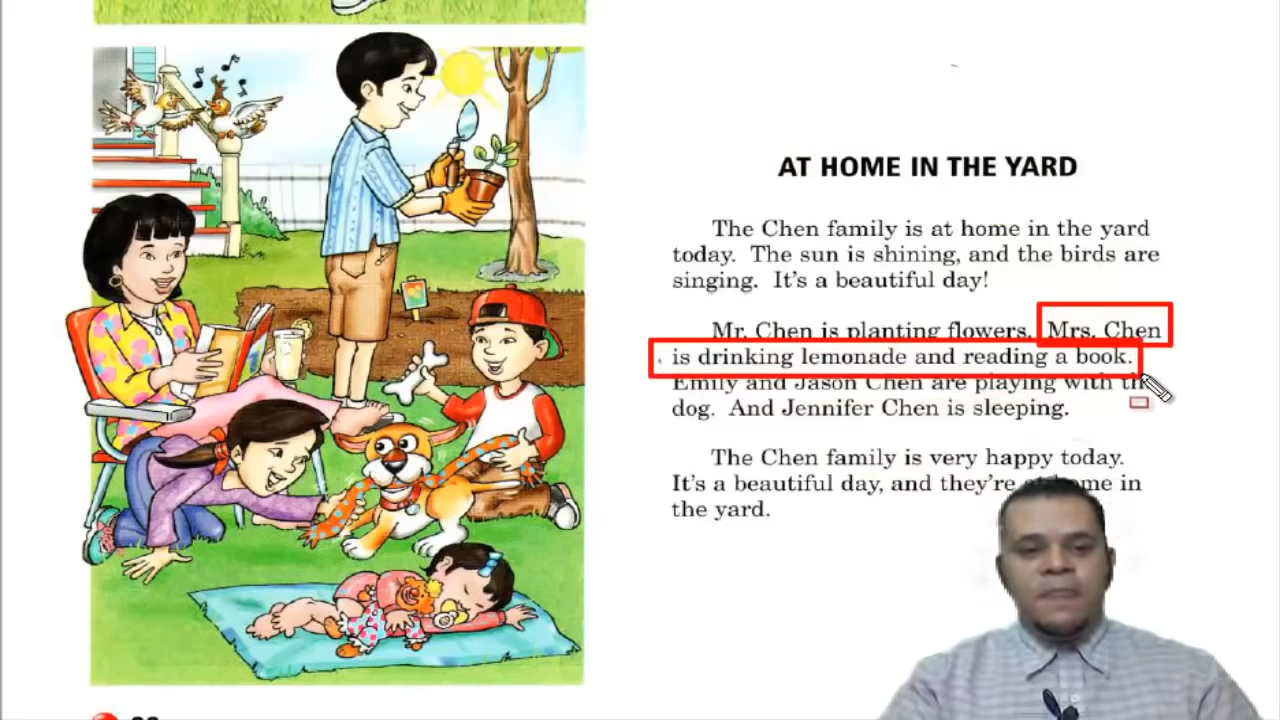 AT HOME IN THE YARD
The Chen family is at home in the yard
today. The sun is shining, and the birds are
singing. It's a beautiful day!
Mr. Chen is planting flowers. Mrs. Chen
is drinking lemonade and reading a book.
Emily and Jason Chen are playing with
dog. And Jennifer Chen is sleeping.
The Chen family is very happy today.
It's a beautiful day, and they're at home in
the yard.